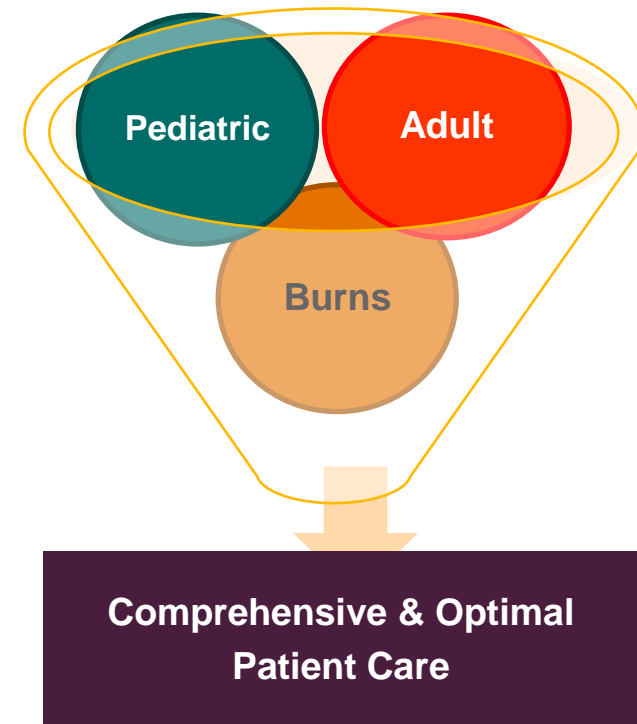 Pediatric
Adult
Burns
Comprehensive & Optimal
Patient Care